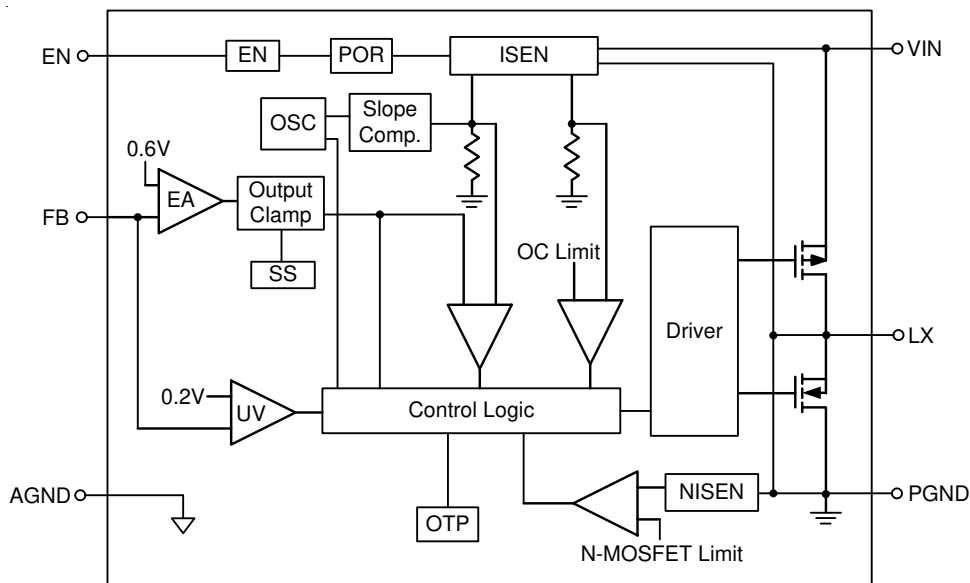 EN
EN
POR
ISEN
VIN
OSC
Slope
Comp.
0.6V
EA
Output
Clamp
FB
SS
OC Limit
Driver
LX
0.2V
UV
Control Logic
AGND
OTP
NISEN
PGND
N-MOSFET Limit